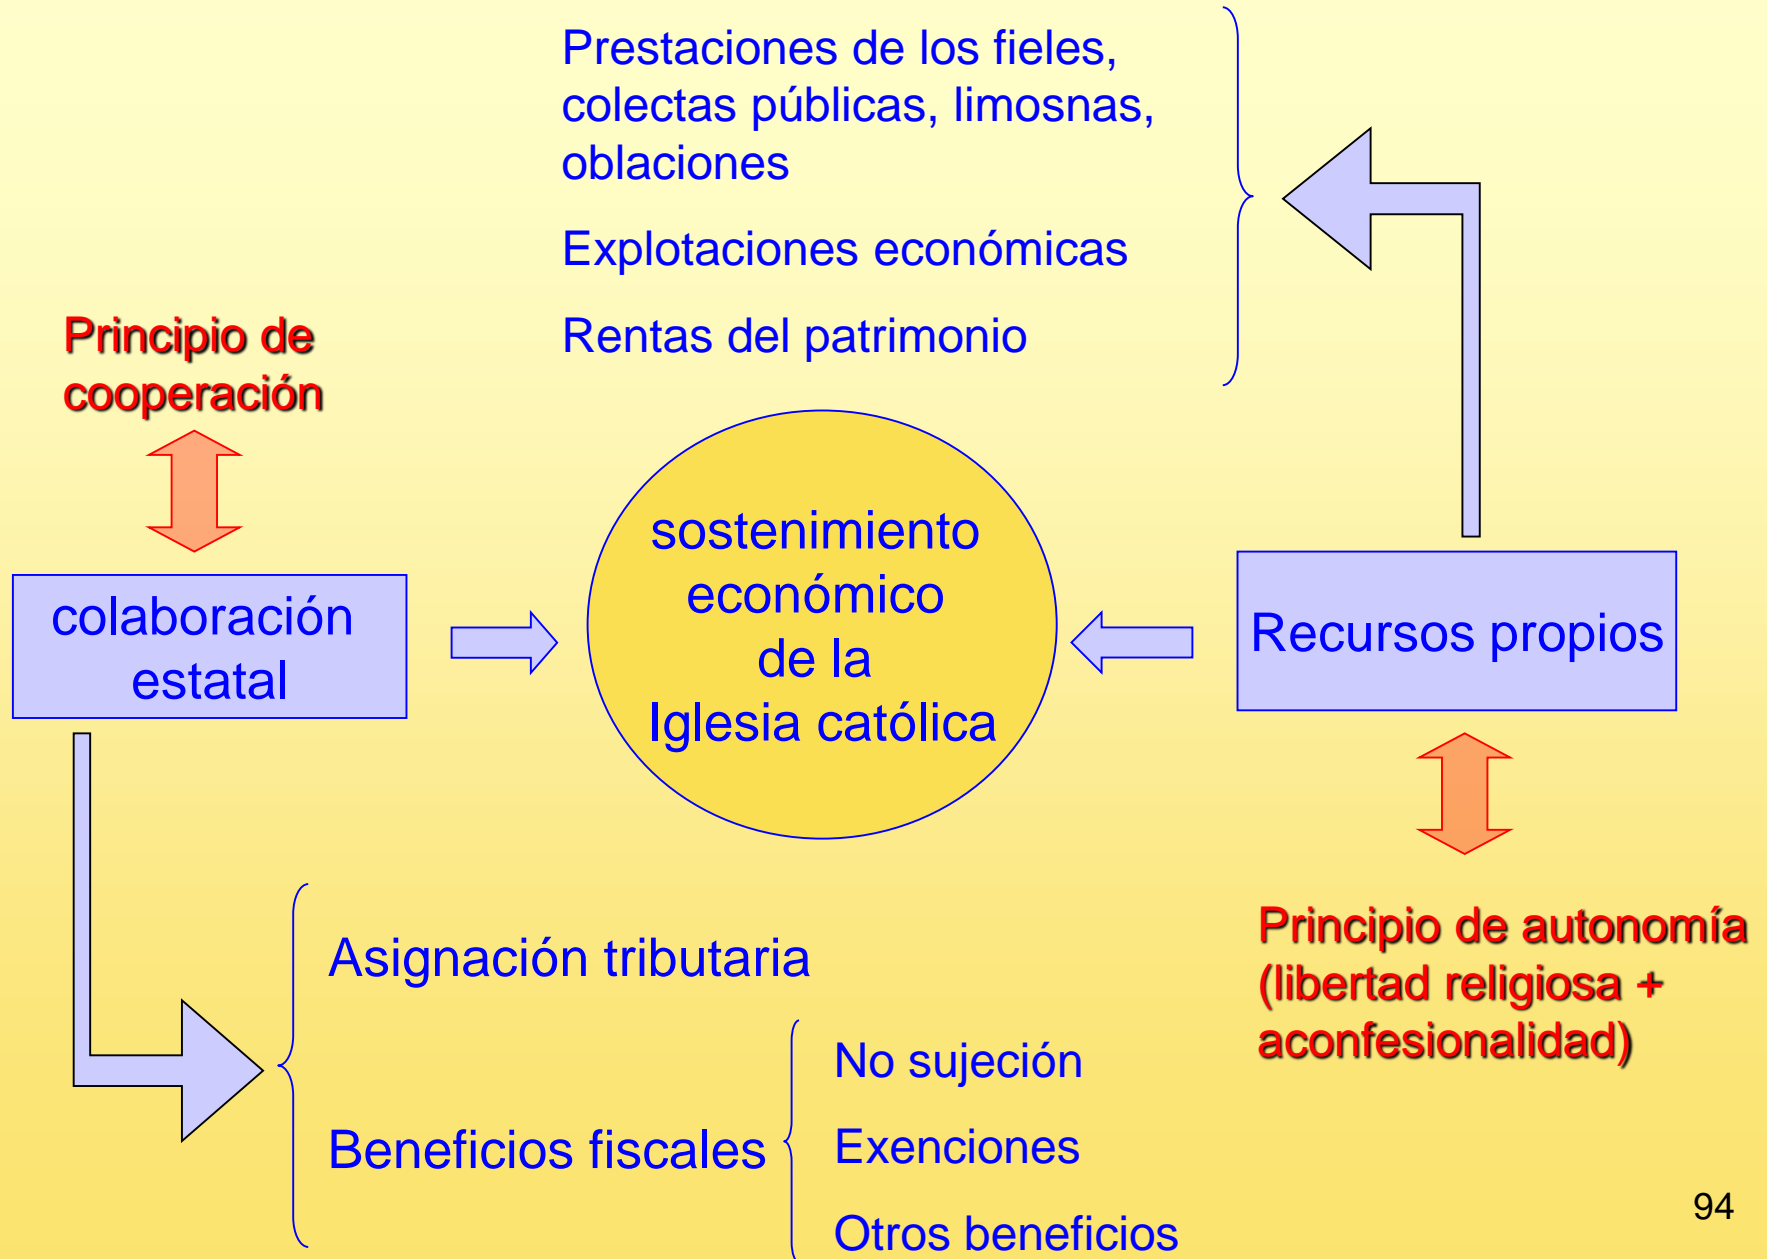 Prestaciones de los fieles,
colectas públicas, limosnas,
oblaciones
Explotaciones económicas
Rentas del patrimonio
Principio de
cooperación
sostenimiento
económico
de la
Iglesia católica
colaboración
estatal
Recursos propios
Principio de autonomía
(libertad religiosa +
aconfesionalidad)
Asignación tributaria
Beneficios fiscales
No sujeción
Exenciones
Otros beneficios
94